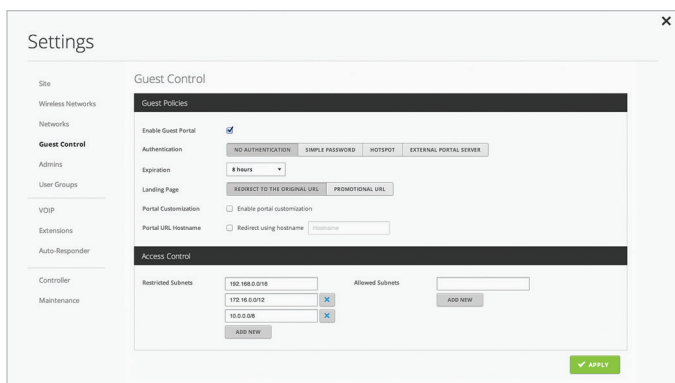 Settings
Site
Wireless Networks
Networks
Guest Control
Admins
User Groups
VOIP
Extensions
Auto-Responder
Controller
Maintenance
Guest Control
Guest Policies
Enable Guest Portal
Authentication NO AUTHENTICATION SIMPLE PASSWORD HOTSPOT EXTERNAL PORTAL SERVER
Expiration 8 hours
Landing Page REDIRECT TO THE ORIGINAL URL PROMOTIONAL URL
Portal Customization Enable portal customization
Portal URL Hostname Redirect using hostname Hostname
Access Control
Restricted Subnets 192.168.0.0/16 Allowed Subnets
172.16.0.0/12 ADD NEW
10.0.0.0/8
ADD NEW
APPLY